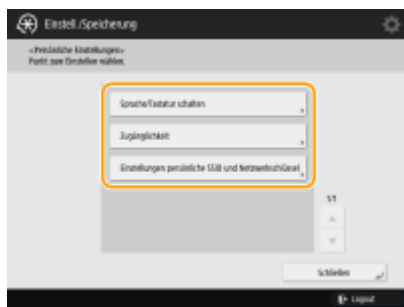 Einstell./Speicherung
<Persönliche Einstellungen>
Punkt zum Einstellen wählen.
Sprache/Tastatur schalten
Zugänglichkeit
Einstellungen persönliche SSID und Netzwerkschlüssel
1/1
Schließen
Logout